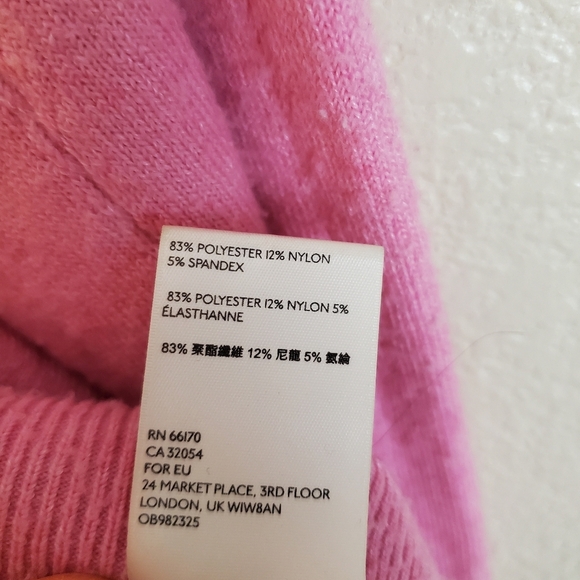 83% POLYESTER 12% NYLON
5% SPANDEX
83% POLYESTER 12% NYLON 5%
ÉLASTHANNE
83% 聚酯纖維 12% 尼龍 5% 氨綸
RN 66170
CA 32054
FOR EU
24 MARKET PLACE, 3RD FLOOR
LONDON, UK W1W8AN
OB982325